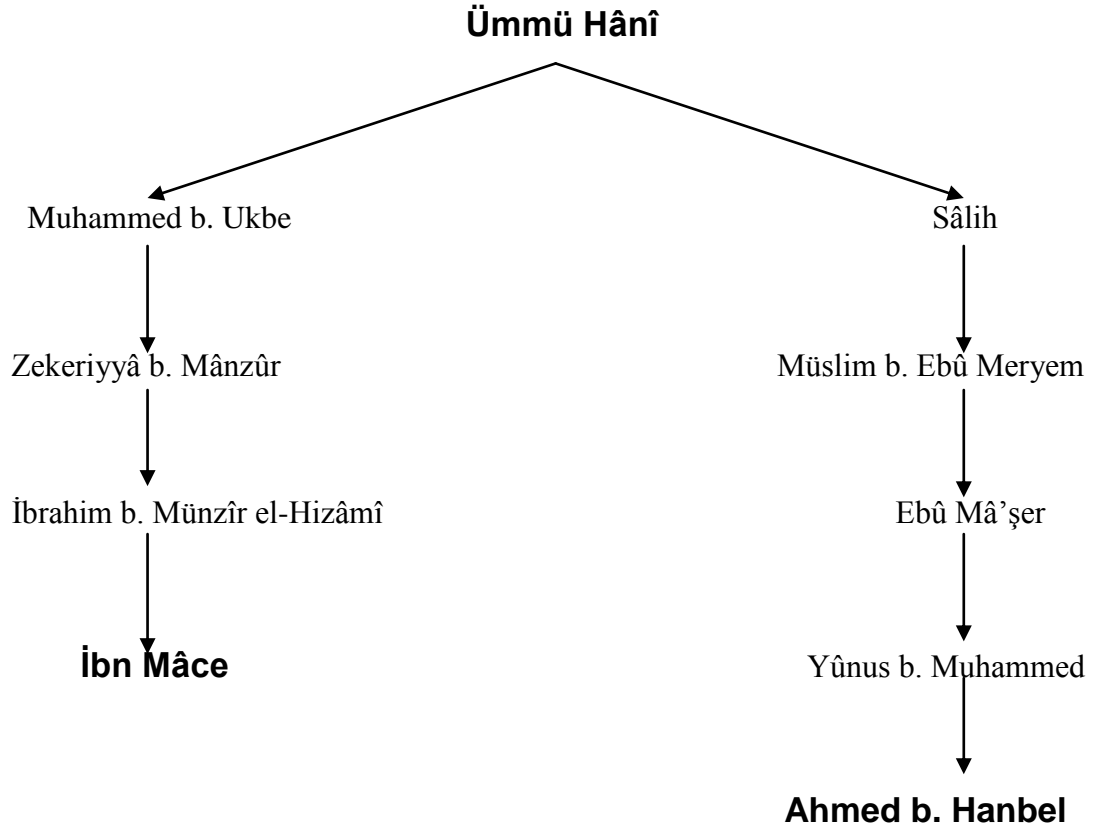 Ümmü Hânî
Muhammed b. Ukbe
Sâlih
Zekeriyyâ b. Mânzûr
Müslim b. Ebû Meryem
İbrahim b. Münzîr el-Hizâmî
Ebû Mâ’şer
İbn Mâce
Yûnus b. Muhammed
Ahmed b. Hanbel